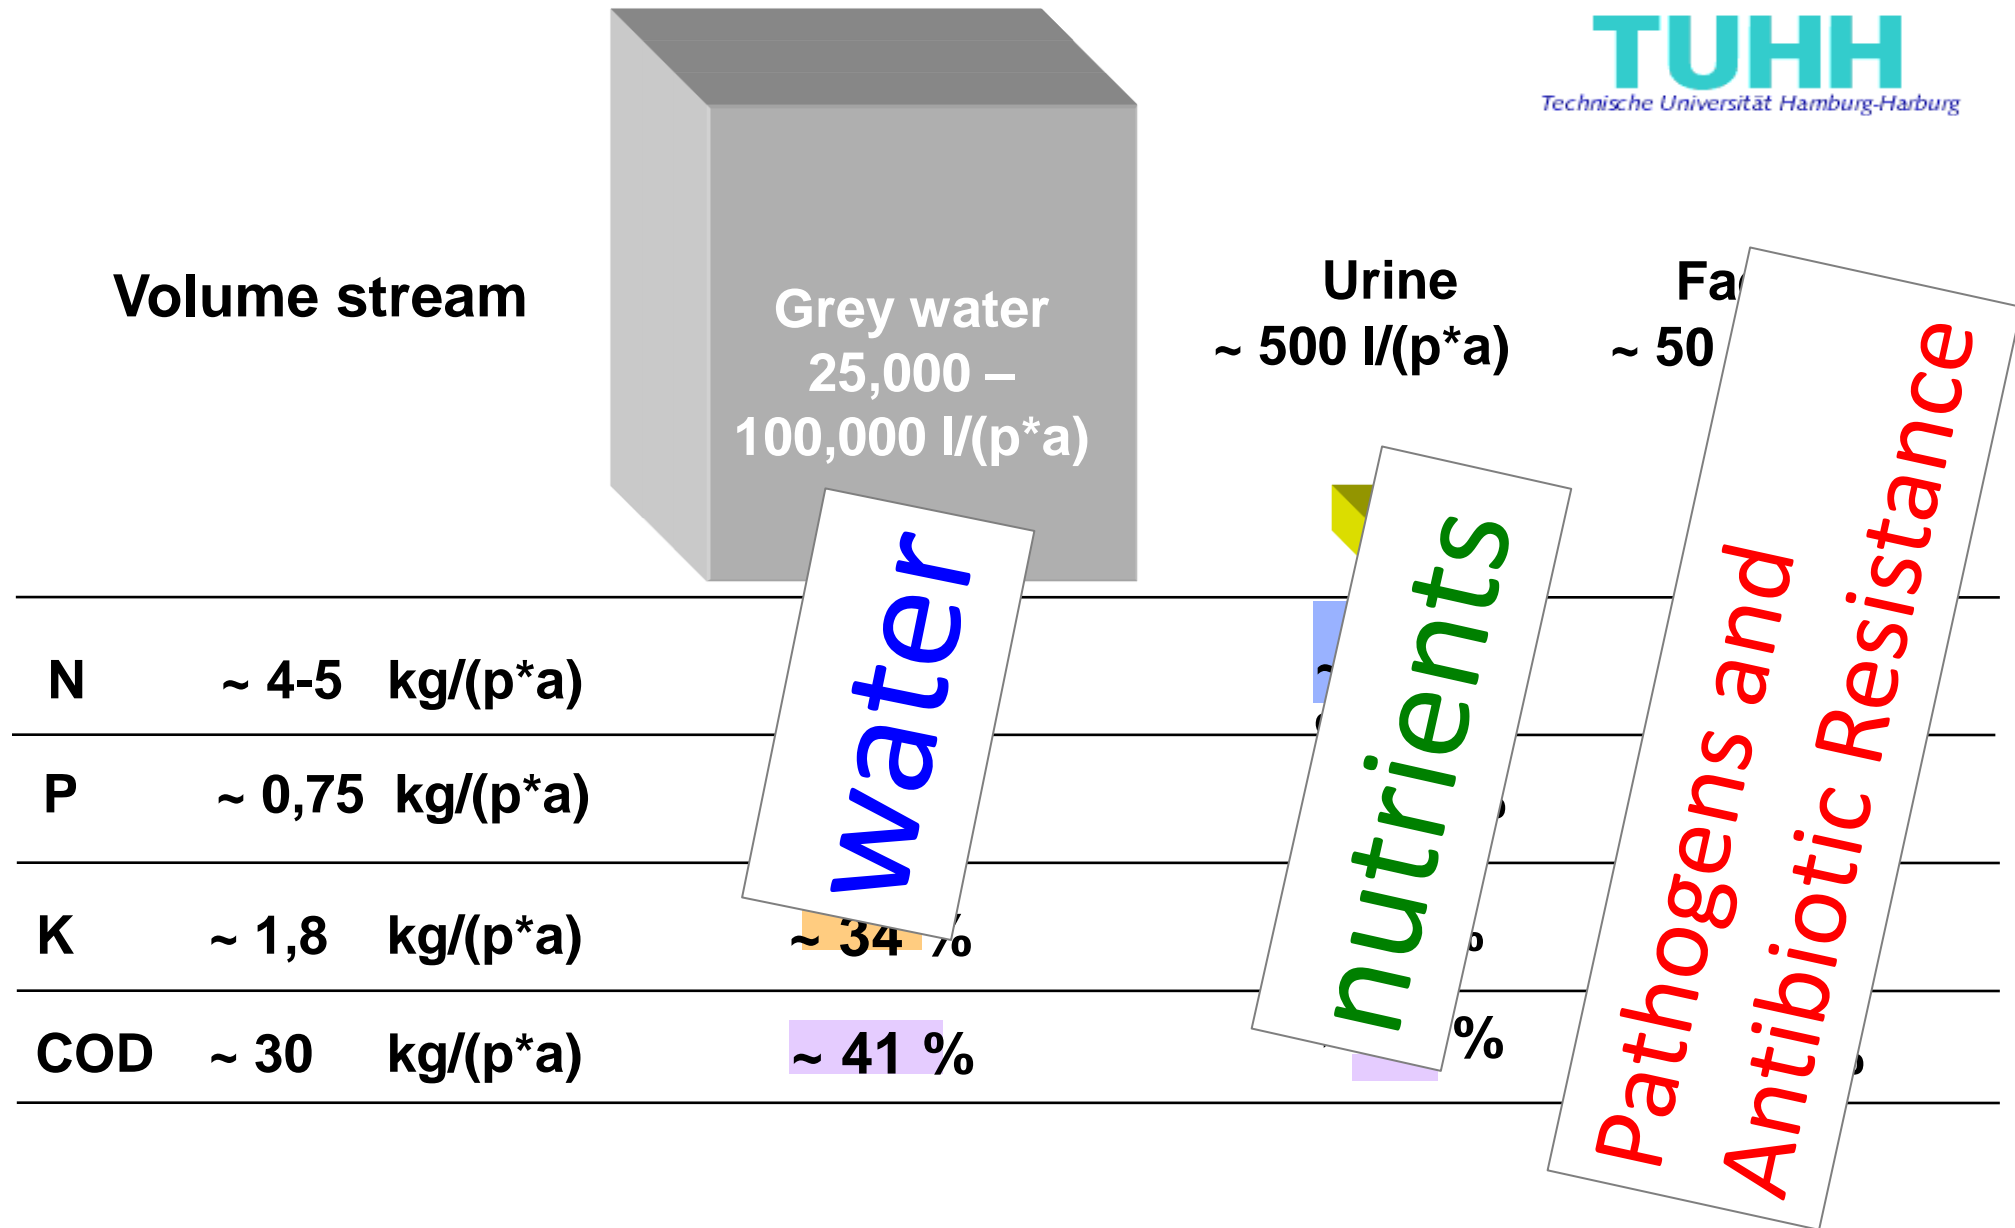 TUHH
Technische Universität Hamburg-Harburg
Volume stream
Grey water
25,000 –
100,000 l/(p*a)
Urine
~ 500 l/(p*a)
~ 50
water
nutrients
Pathogens and
Antibiotic Resistance
N ~ 4-5 kg/(p*a)
P ~ 0,75 kg/(p*a)
K ~ 1,8 kg/(p*a) ~ 34 %
COD ~ 30 kg/(p*a) ~ 41 % %